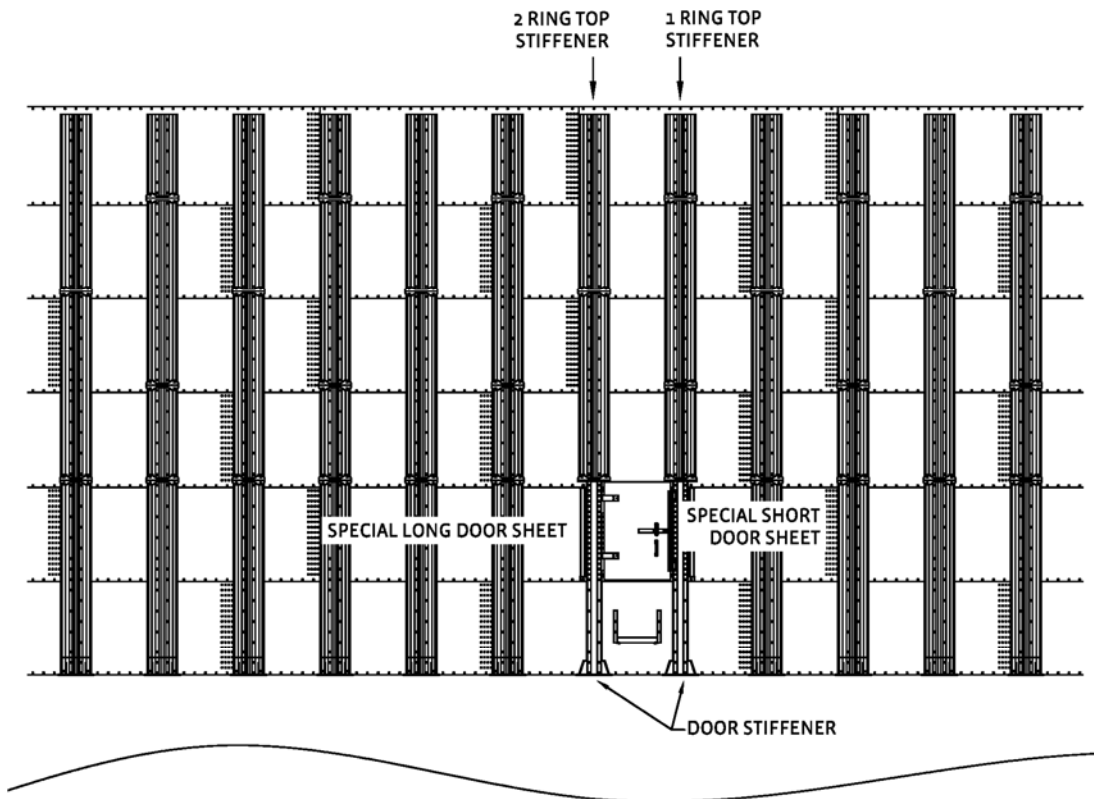 2 RING TOP
STIFFENER
1 RING TOP
STIFFENER
SPECIAL LONG DOOR SHEET
SPECIAL SHORT
DOOR SHEET
DOOR STIFFENER